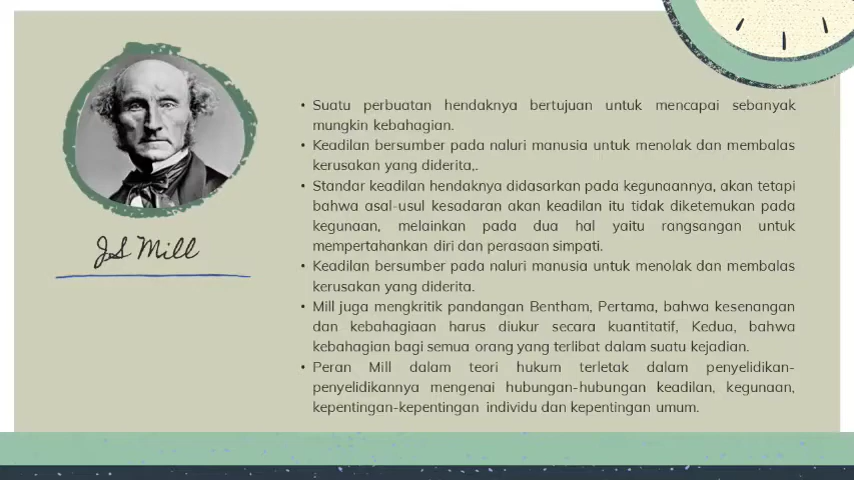 JS Mill
• Suatu perbuatan hendaknya bertujuan untuk mencapai sebanyak
mungkin kebahagian.
• Keadilan bersumber pada naluri manusia untuk menolak dan membalas
kerusakan yang diderita,.
• Standar keadilan hendaknya didasarkan pada kegunaannya, akan tetapi
bahwa asal-usul kesadaran akan keadilan itu tidak diketemukan pada
kegunaan, melainkan pada dua hal yaitu rangsangan untuk
mempertahankan diri dan perasaan simpati.
• Keadilan bersumber pada naluri manusia untuk menolak dan membalas
kerusakan yang diderita.
• Mill juga mengkritik pandangan Bentham, Pertama, bahwa kesenangan
dan kebahagiaan harus diukur secara kuantitatif, Kedua, bahwa
kebahagian bagi semua orang yang terlibat dalam suatu kejadian.
• Peran Mill dalam teori hukum terletak dalam penyelidikan-
penyelidikannya mengenai hubungan-hubungan keadilan, kegunaan,
kepentingan-kepentingan individu dan kepentingan umum.